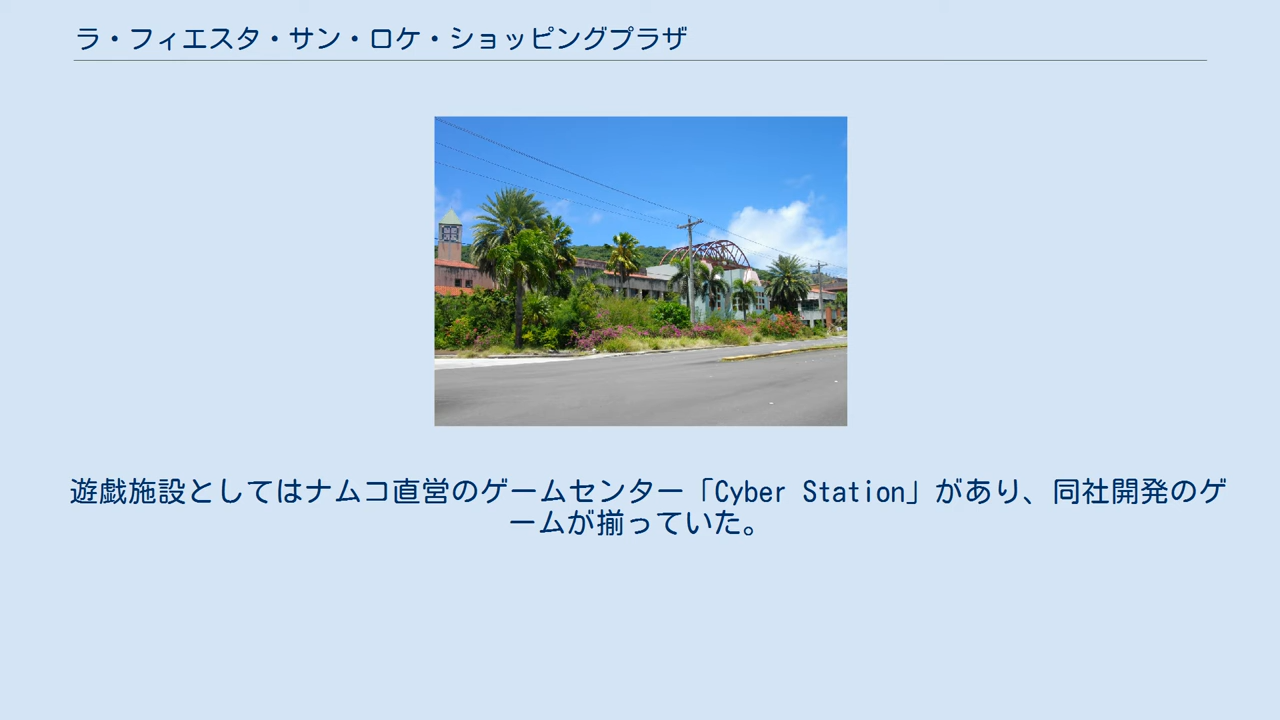 ラ・フィエスタ・サン・ロケ・ショッピングプラザ
遊戯施設としてはナムコ直営のゲームセンター「Cyber Station」があり、同社開発のゲ
ームが揃っていた。